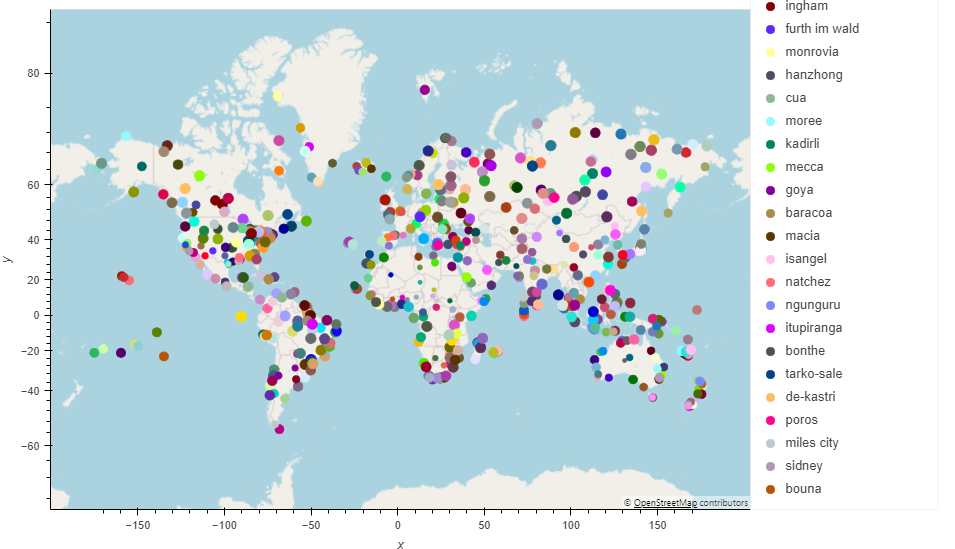 ingham
furth im wald
monrovia
hanzhong
cua
moree
kadirli
mecca
goya
baracoa
macia
isangel
natchez
ngunguru
itupiranga
bonthe
tarko-sale
de-kastri
poros
miles city
sidney
bouna
80
60
40
20
0
−20
−40
−60
y
© OpenStreetMap contributors
−150
−100
−50
0
50
100
150
x